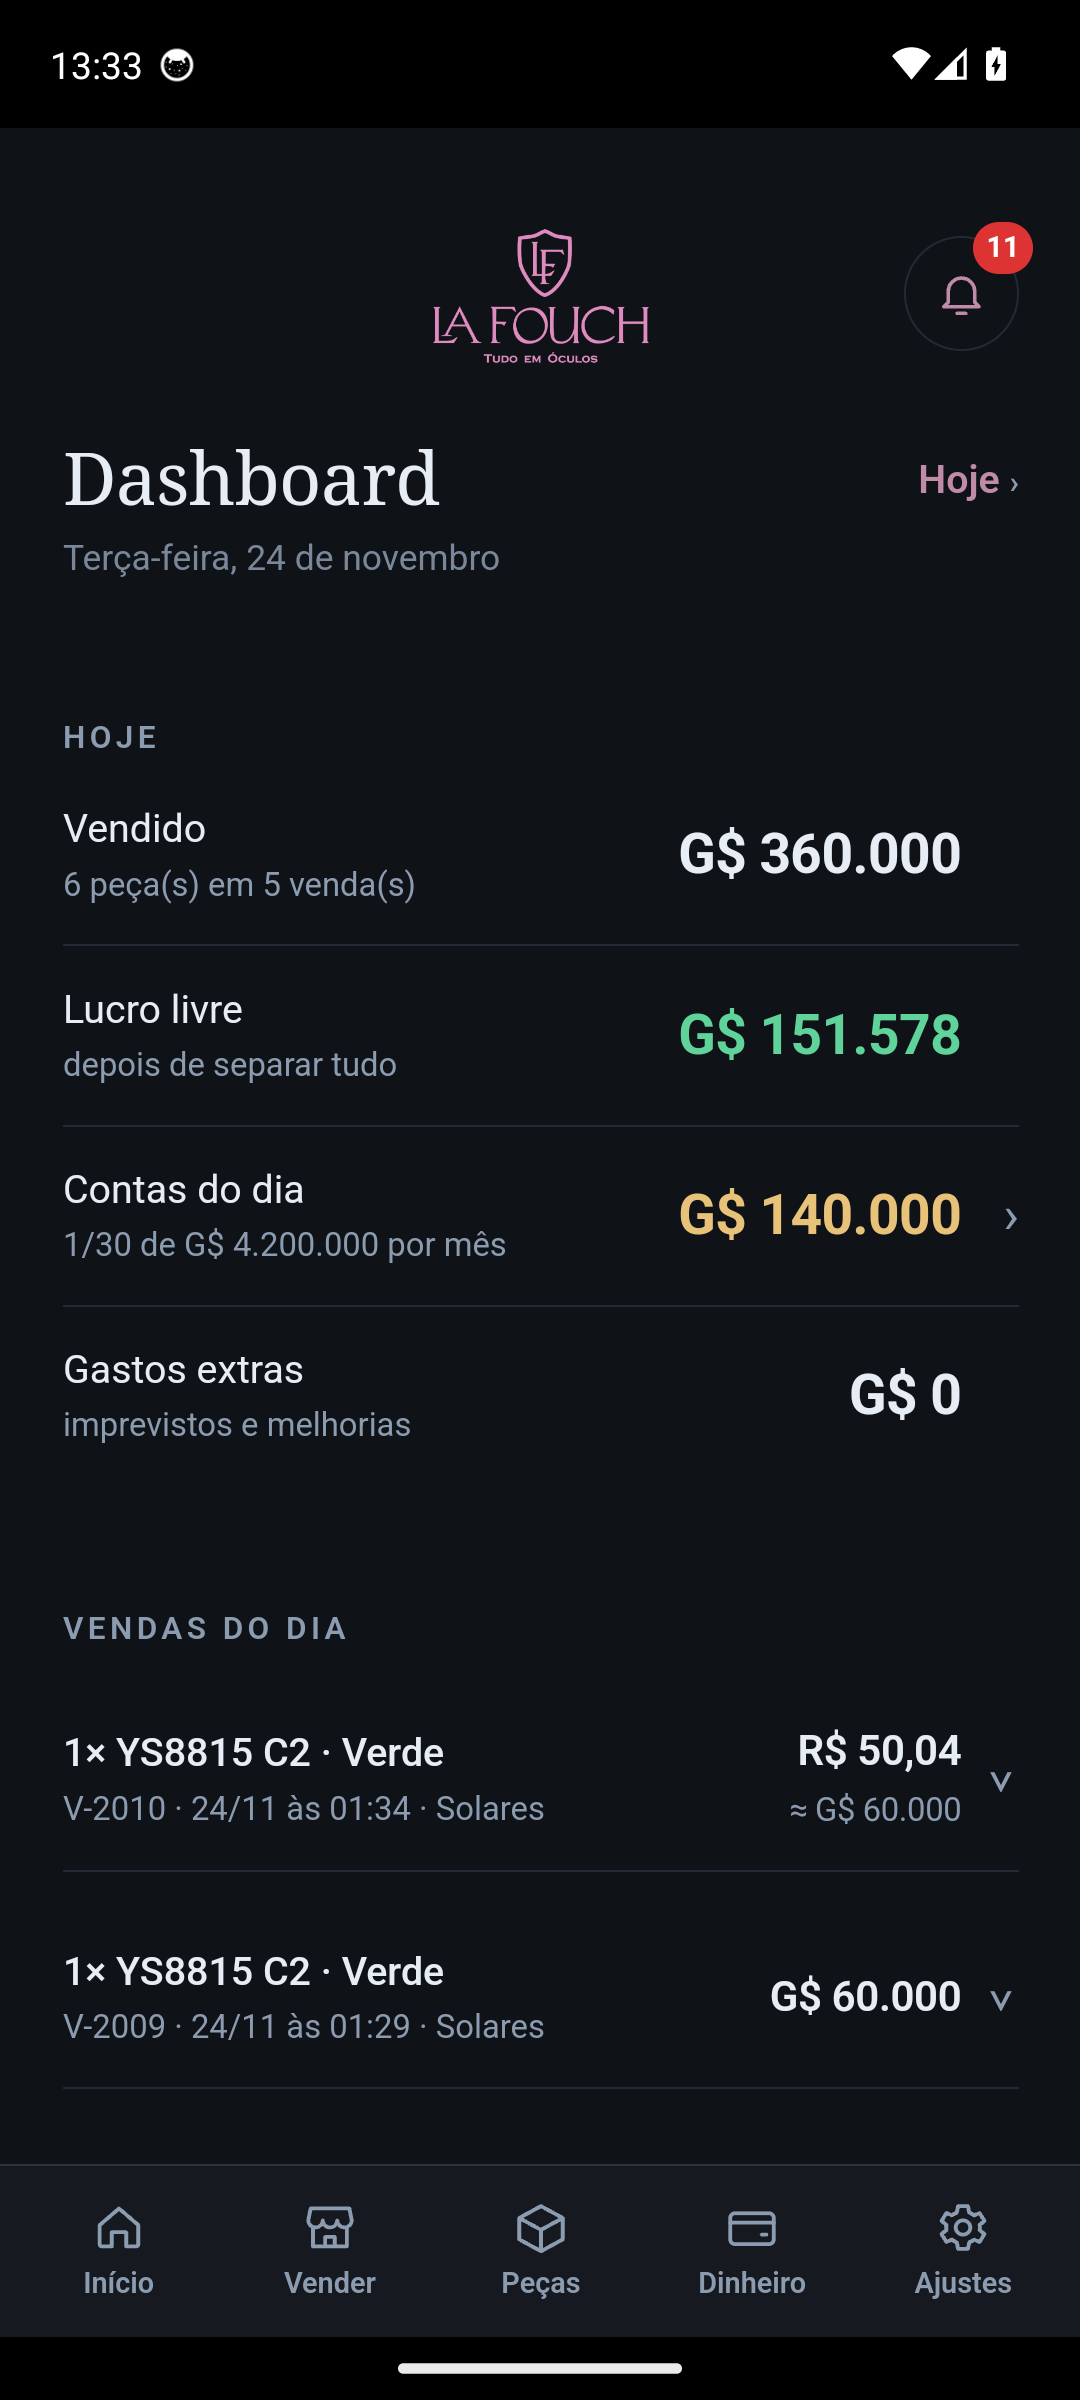 13:33
11
LF
LA FOUCH
TUDO EM ÓCULOS
Dashboard
Hoje ›
Terça-feira, 24 de novembro
HOJE
Vendido
G$ 360.000
6 peça(s) em 5 venda(s)
Lucro livre
G$ 151.578
depois de separar tudo
Contas do dia
G$ 140.000 ›
1/30 de G$ 4.200.000 por mês
Gastos extras
G$ 0
imprevistos e melhorias
VENDAS DO DIA
1× YS8815 C2 · Verde
R$ 50,04
V-2010 · 24/11 às 01:34 · Solares
≈ G$ 60.000
1× YS8815 C2 · Verde
G$ 60.000
V-2009 · 24/11 às 01:29 · Solares
Início
Vender
Peças
Dinheiro
Ajustes